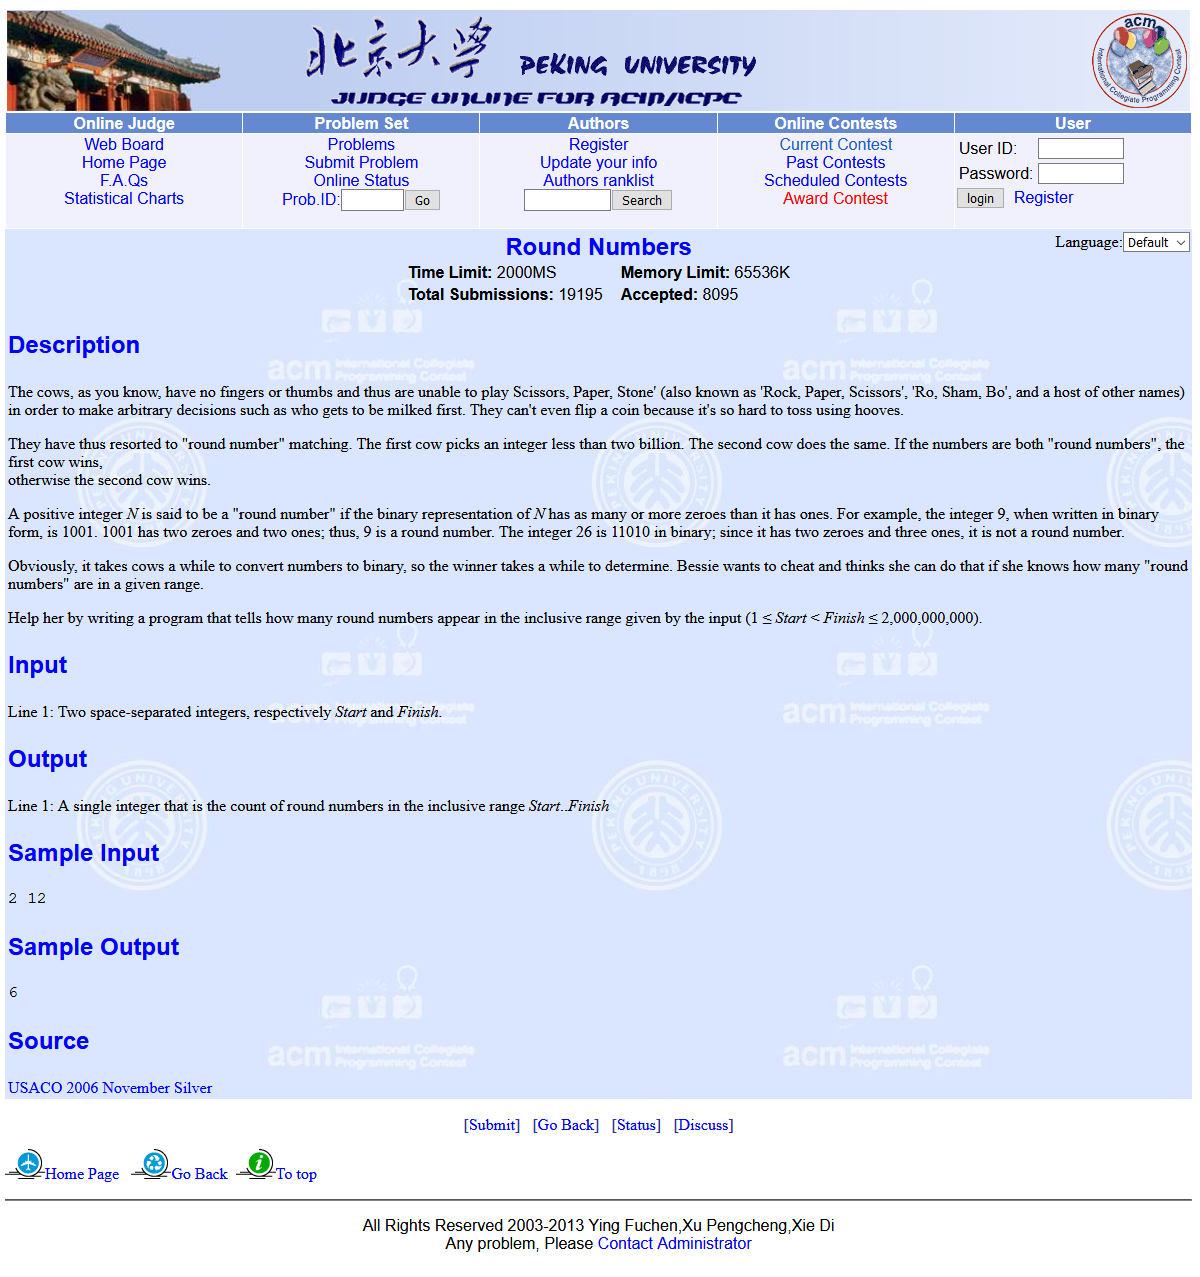 北京大学 PEKING UNIVERSITY
JUDGE ONLINE FOR ACM/ACPC
acm
International Collegiate Programming Contest
Online Judge Problem Set Authors Online Contests User
Web Board Problems Register Current Contest User ID:
Home Page Submit Problem Update your info Past Contests Password:
F.A.Qs Online Status Authors ranklist Scheduled Contests
Statistical Charts Prob.ID: Go Search Award Contest login Register
Round Numbers Language: Default
Time Limit: 2000MS Memory Limit: 65536K
Total Submissions: 19195 Accepted: 8095
Description
The cows, as you know, have no fingers or thumbs and thus are unable to play Scissors, Paper, Stone' (also known as 'Rock, Paper, Scissors', 'Ro, Sham, Bo', and a host of other names)
in order to make arbitrary decisions such as who gets to be milked first. They can't even flip a coin because it's so hard to toss using hooves.
They have thus resorted to "round number" matching. The first cow picks an integer less than two billion. The second cow does the same. If the numbers are both "round numbers", the
first cow wins,
otherwise the second cow wins.
A positive integer N is said to be a "round number" if the binary representation of N has as many or more zeroes than it has ones. For example, the integer 9, when written in binary
form, is 1001. 1001 has two zeroes and two ones; thus, 9 is a round number. The integer 26 is 11010 in binary; since it has two zeroes and three ones, it is not a round number.
Obviously, it takes cows a while to convert numbers to binary, so the winner takes a while to determine. Bessie wants to cheat and thinks she can do that if she knows how many "round
numbers" are in a given range.
Help her by writing a program that tells how many round numbers appear in the inclusive range given by the input (1 ≤ Start < Finish ≤ 2,000,000,000).
Input
Line 1: Two space-separated integers, respectively Start and Finish.
Output
Line 1: A single integer that is the count of round numbers in the inclusive range Start..Finish
Sample Input
2 12
Sample Output
6
Source
USACO 2006 November Silver
[Submit] [Go Back] [Status] [Discuss]
Home Page Go Back To top
All Rights Reserved 2003-2013 Ying Fuchen,Xu Pengcheng,Xie Di
Any problem, Please Contact Administrator